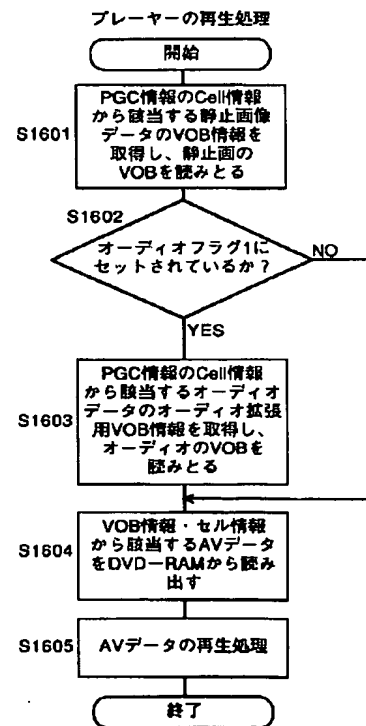 プレーヤーの再生処理
開始
PGC情報のCell情報
から該当する静止画像
データのVOB情報を
取得し、静止画の
VOBを読みとる
S1601
S1602
オーディオフラグ1に
セットされているか?
NO
YES
PGC情報のCell情報
から該当するオーディオ
データのオーディオ拡張
用VOB情報を取得し、
オーディオのVOBを
読みとる
S1603
VOB情報・セル情報
から該当するAVデータ
をDVD-RAMから読み
出す
S1604
S1605
AVデータの再生処理
終了